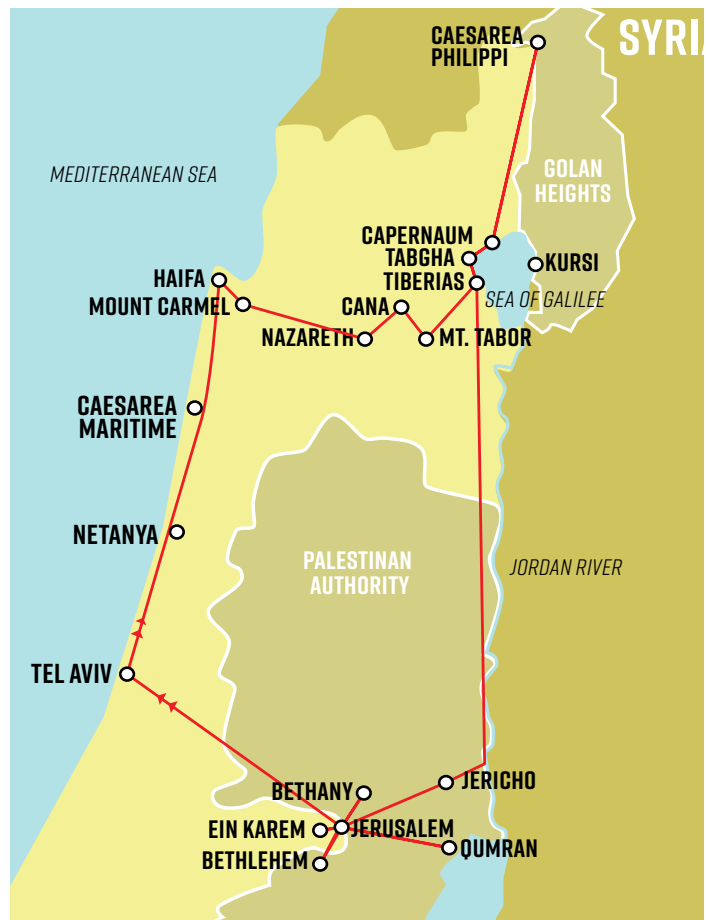 CAESAREA
PHILIPPI
SYRIA
MEDITERRANEAN SEA
GOLAN
HEIGHTS
CAPERNAUM
TABGHA
KURSI
HAIFA
TIBERIAS
MOUNT CARMEL
CANA
SEA OF GALILEE
NAZARETH
MT. TABOR
CAESAREA
MARITIME
NETANYA
PALESTINAN
AUTHORITY
JORDAN RIVER
TEL AVIV
BETHANY
JERICHO
EIN KAREM
JERUSALEM
BETHLEHEM
QUMRAN